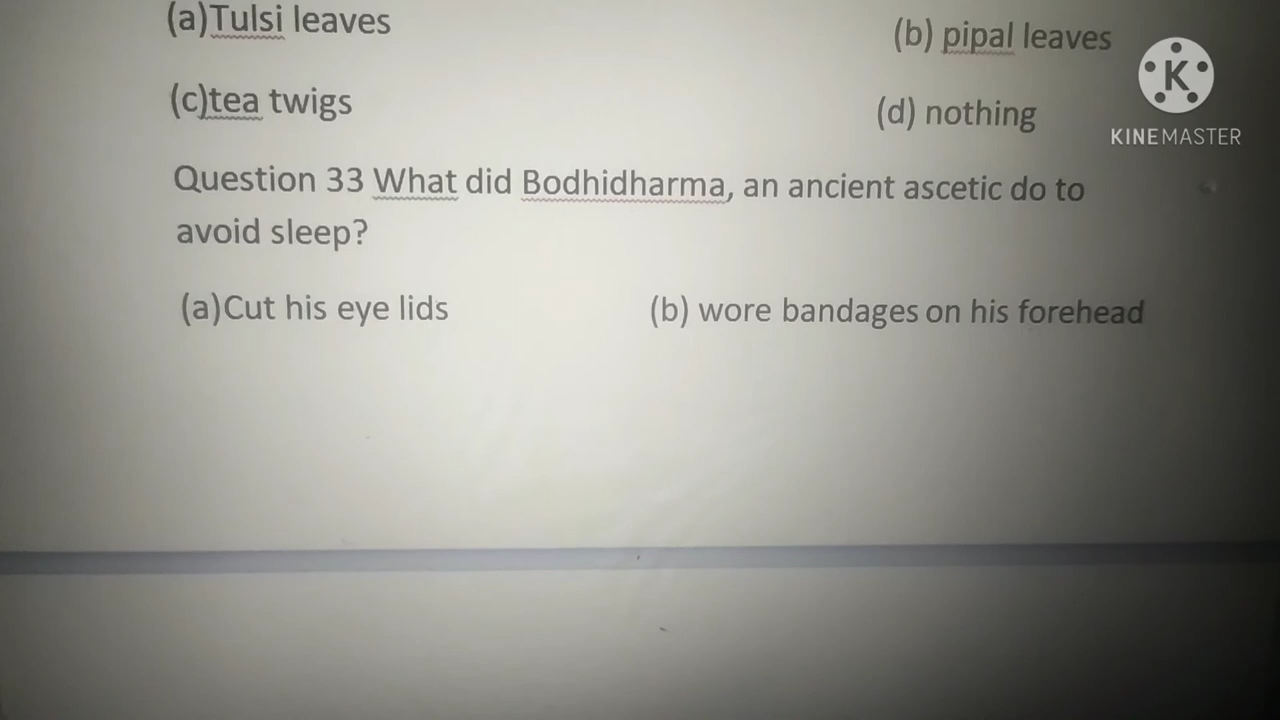 (a)Tulsi leaves (b) pipal leaves
(c)tea twigs (d) nothing
KINEMASTER
Question 33 What did Bodhidharma, an ancient ascetic do to
avoid sleep?
(a)Cut his eye lids (b) wore bandages on his forehead